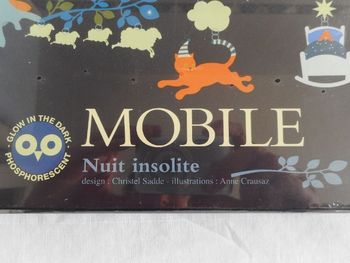 GLOW IN THE DARK
PHOSPHORESCENT
MOBILE
Nuit insolite
design : Christel Sadde - illustrations : Anne Crausaz